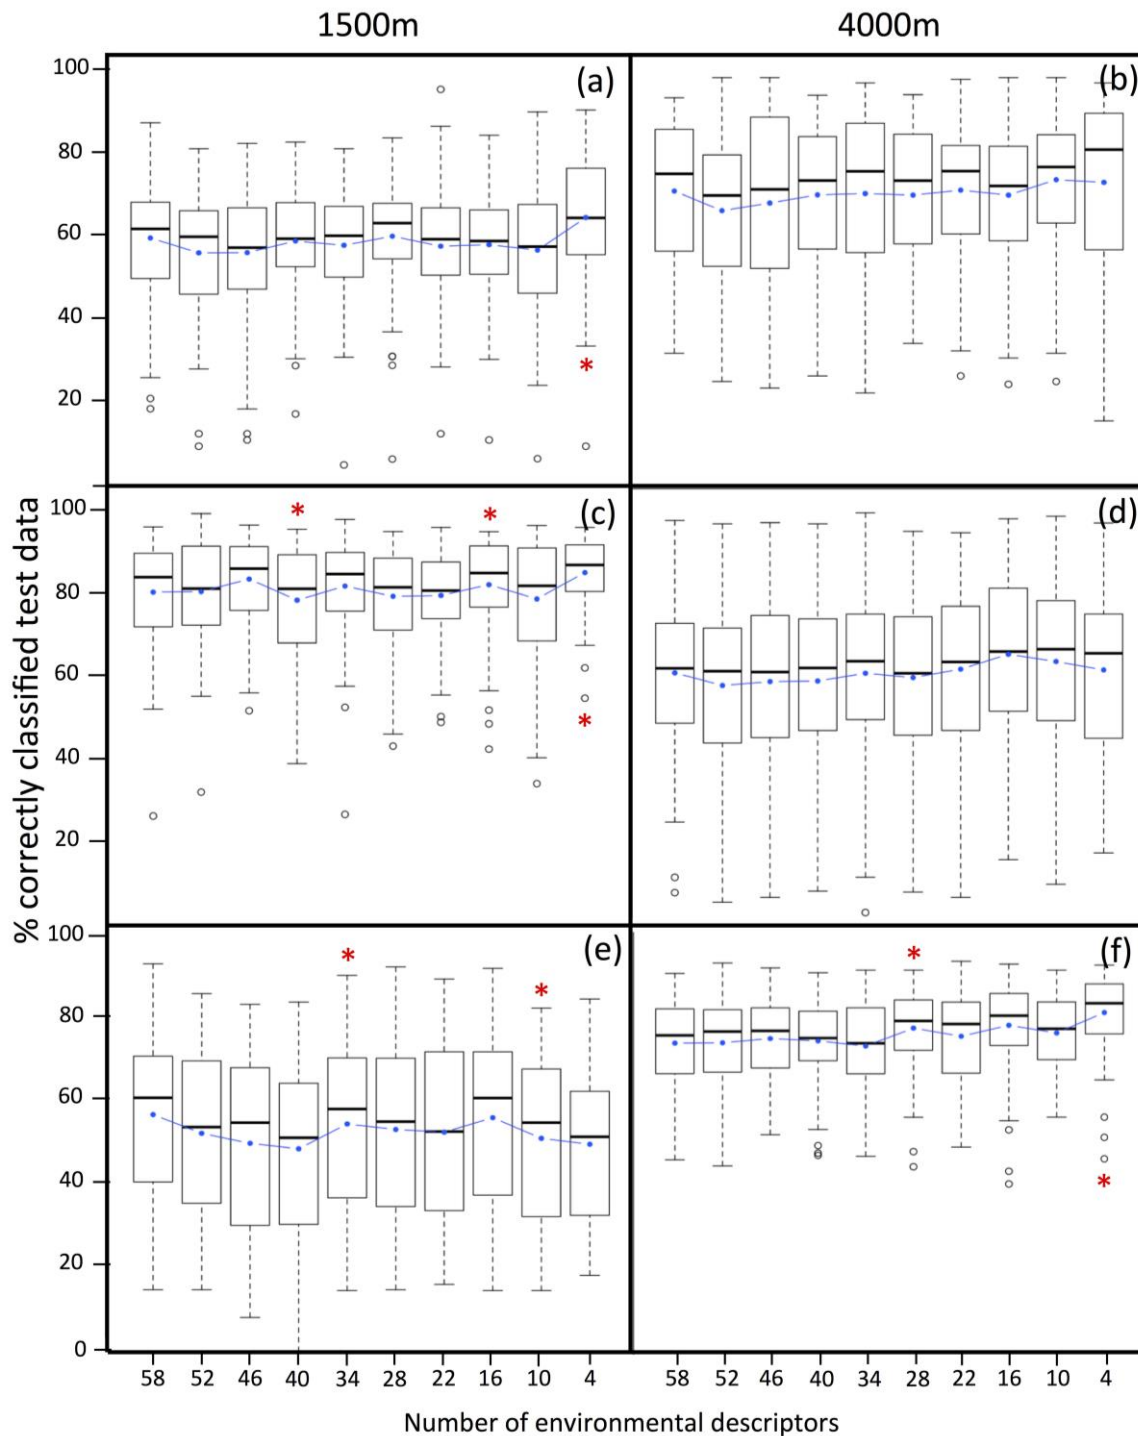 1500m 4000m
100 (a) (b)
80
60
40
*
20
100 * * (c) (d)
80
60
*
40
20
% correctly classified test data
100 * * (e) * (f)
80
60
40 *
20
0
58 52 46 40 34 28 22 16 10 4 58 52 46 40 34 28 22 16 10 4
Number of environmental descriptors